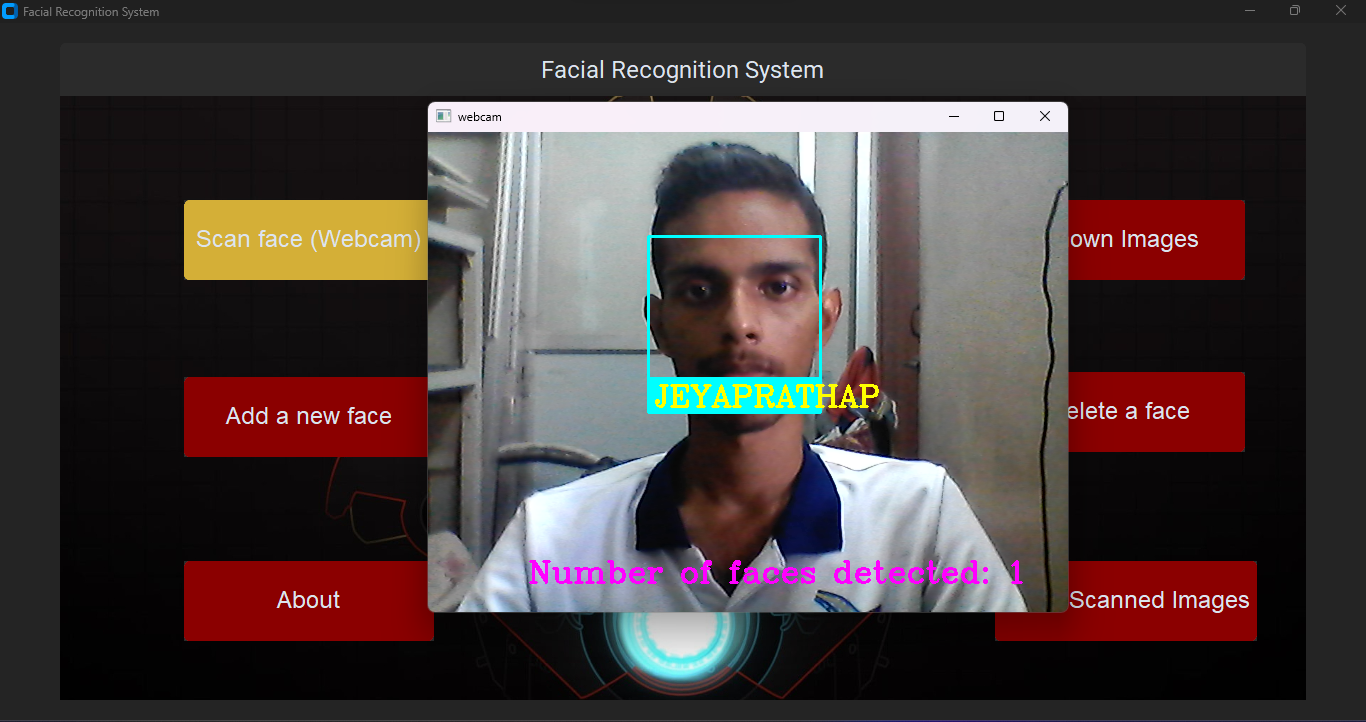 Facial Recognition System
Facial Recognition System
webcam
Scan face (Webcam)
own Images
JEYAPRATHAP
Add a new face
elete a face
Number of faces detected: 1
About
Scanned Images